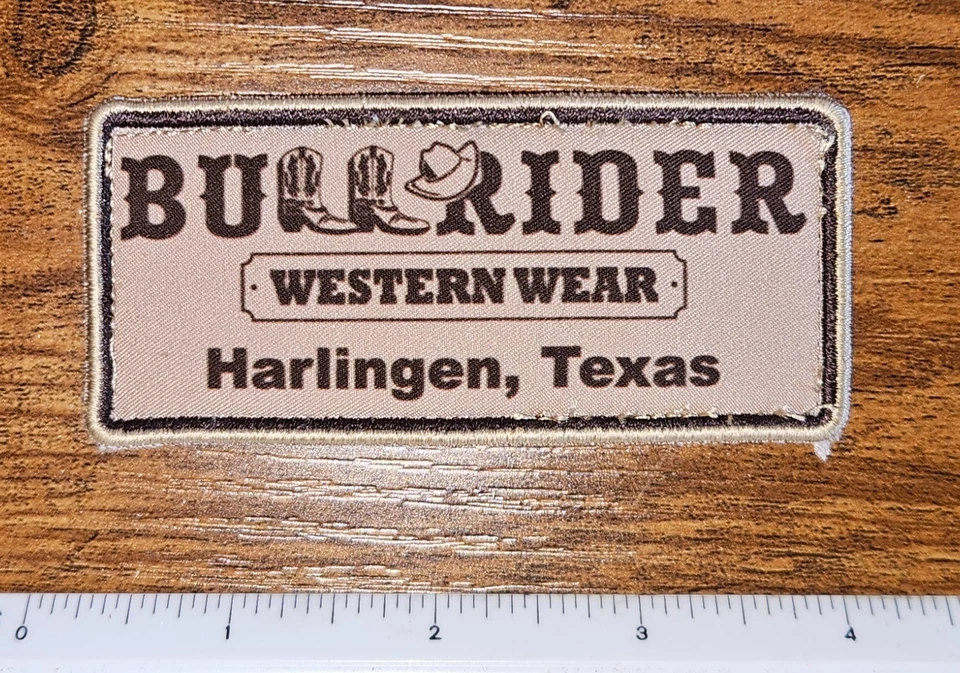 BULLRIDER
WESTERN WEAR
Harlingen, Texas
0 1 2 3 4